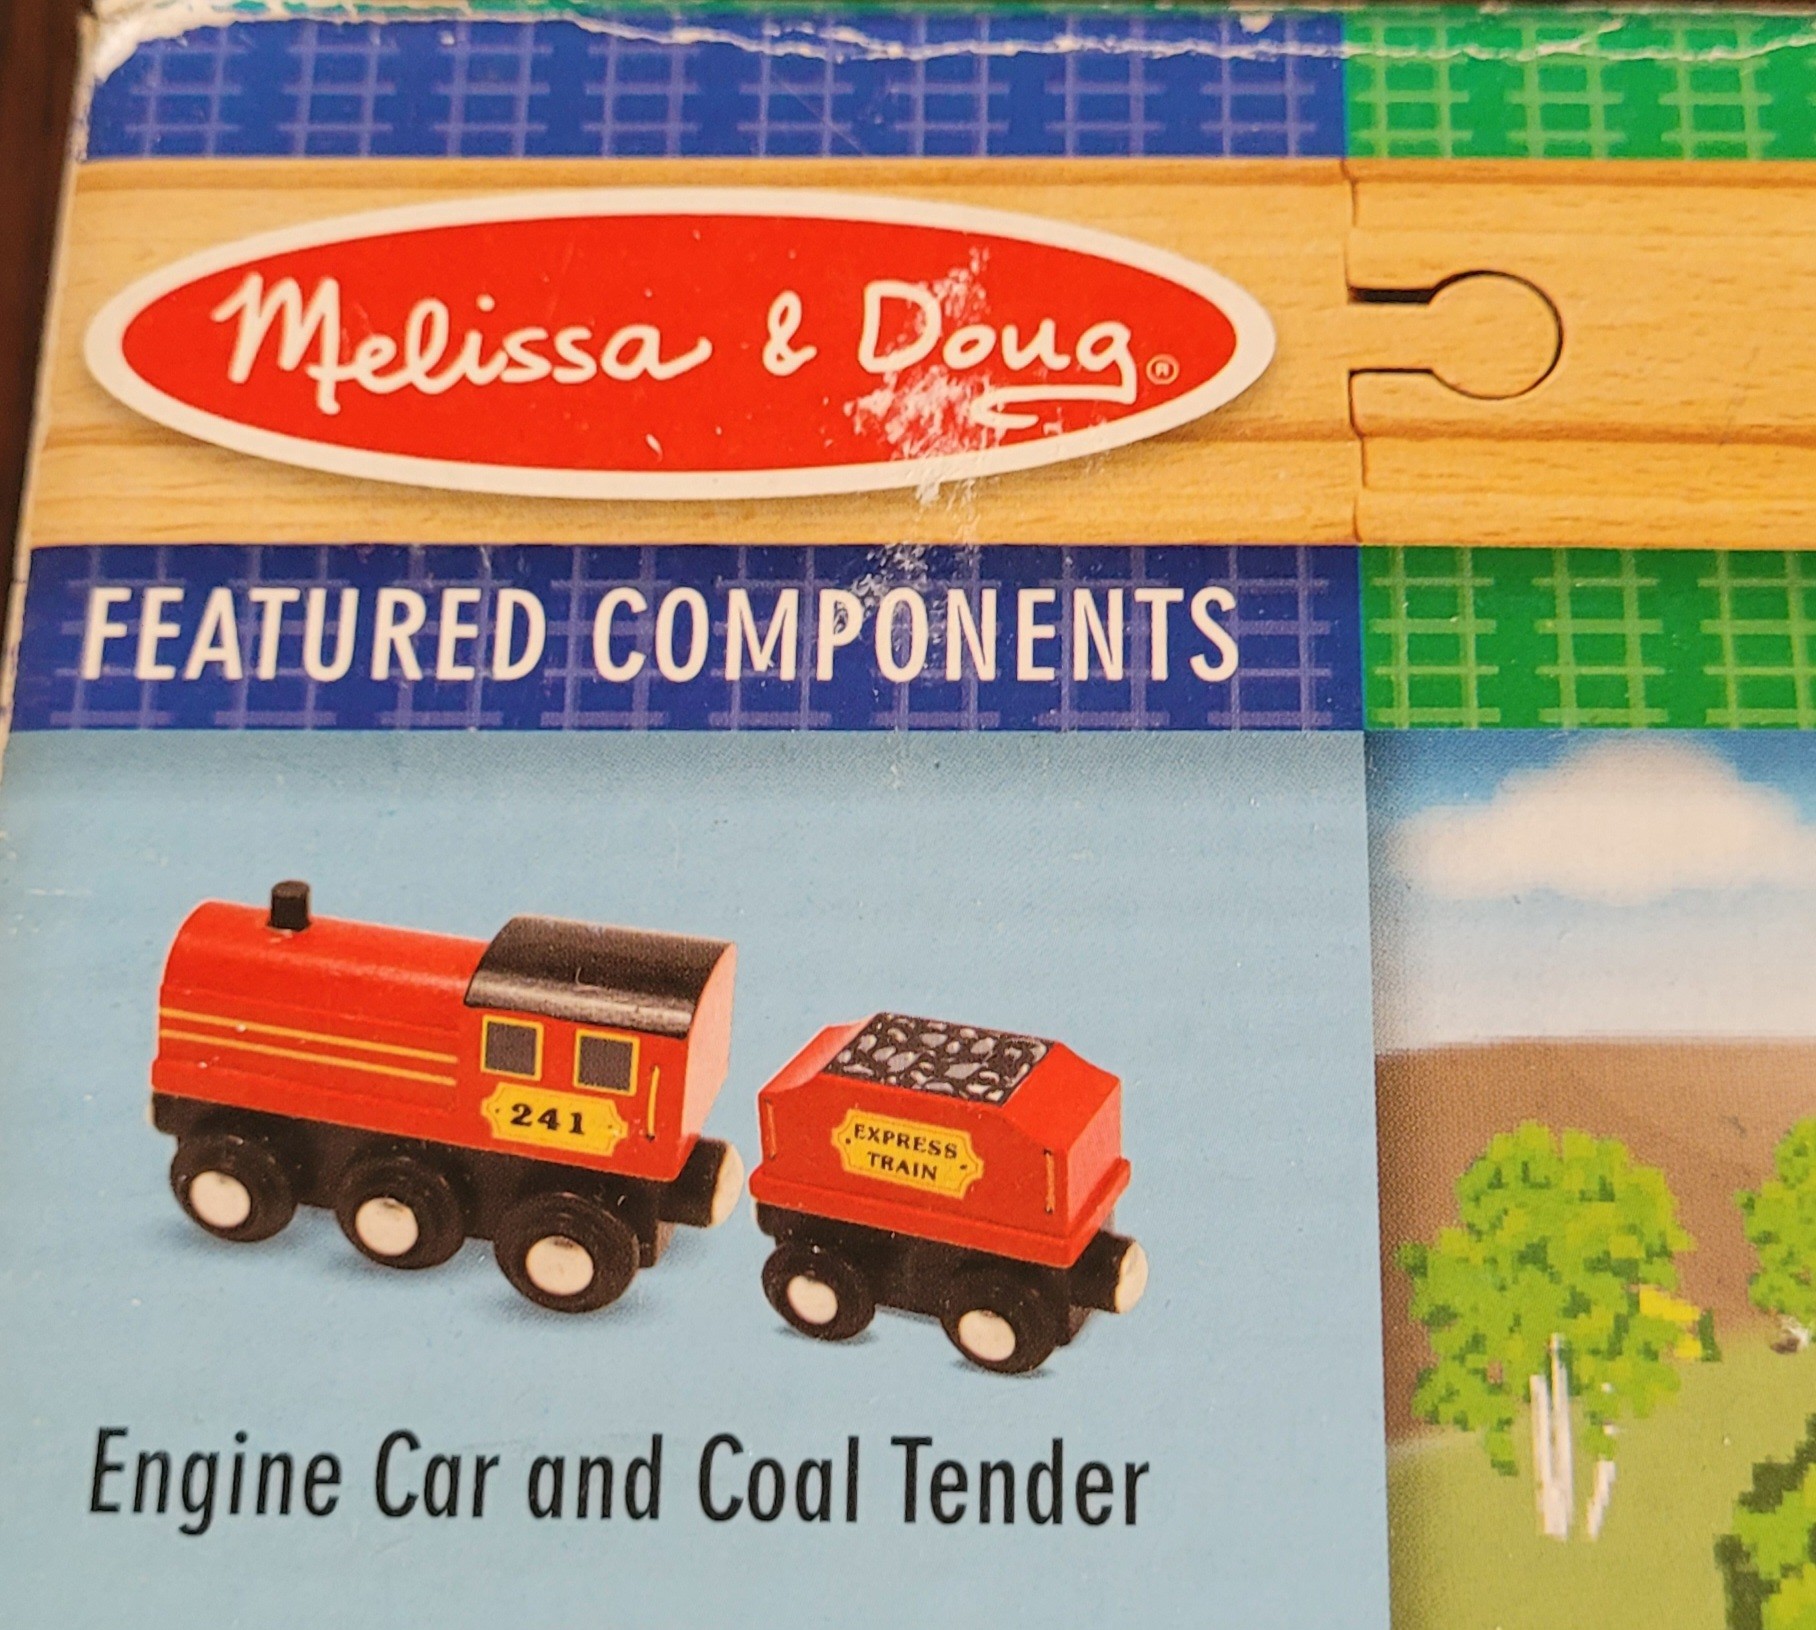 Melissa & Doug®
FEATURED COMPONENTS
241
EXPRESS
TRAIN
Engine Car and Coal Tender